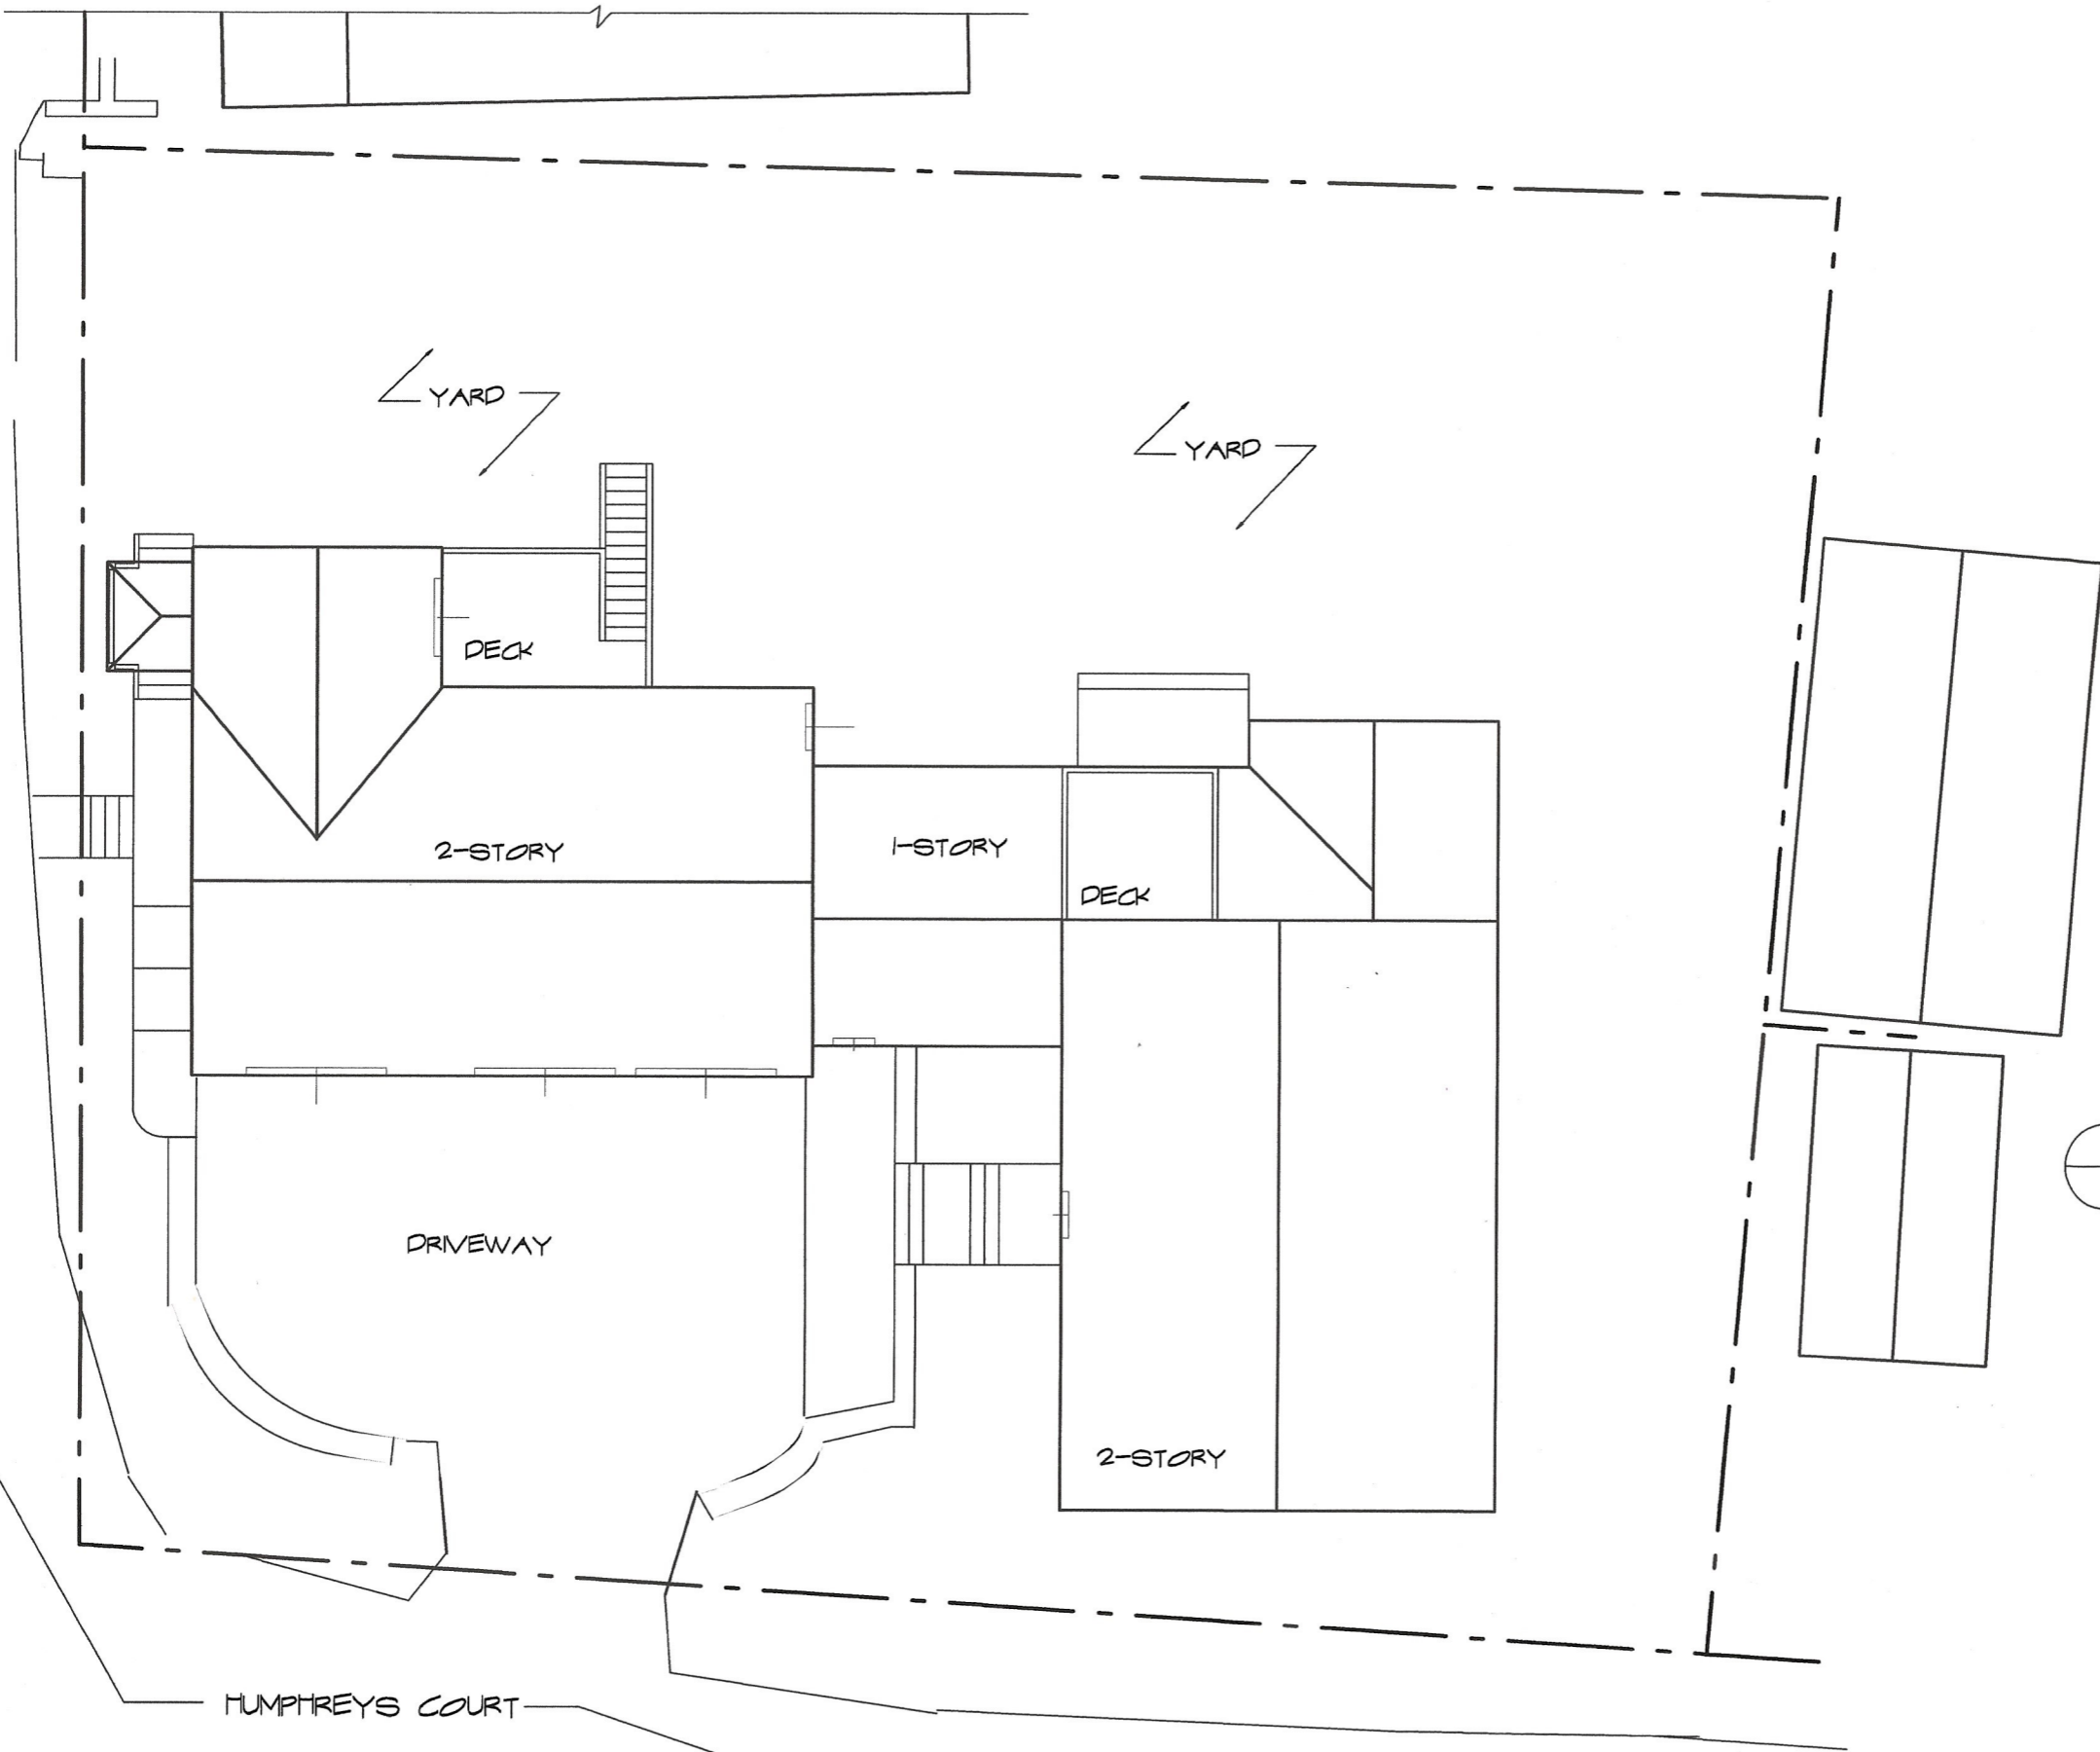 YARD
YARD
DECK
2-STORY
1-STORY
DECK
DRIVEWAY
2-STORY
HUMPHREYS COURT